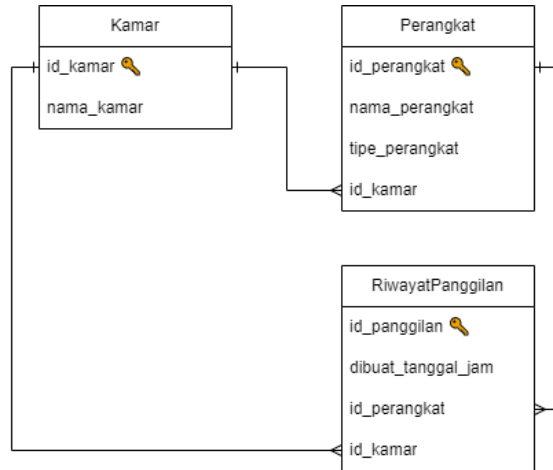 Kamar
id_kamar
nama_kamar
Perangkat
id_perangkat
nama_perangkat
tipe_perangkat
id_kamar
RiwayatPanggilan
id_panggilan
dibuat_tanggal_jam
id_perangkat
id_kamar